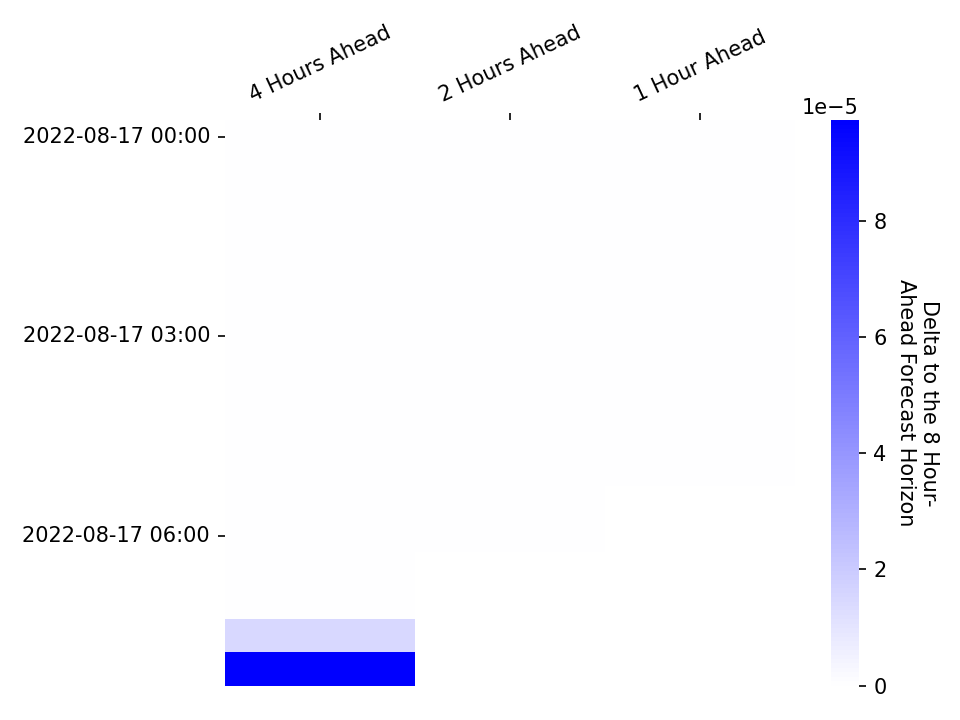 4 Hours Ahead
2 Hours Ahead
1 Hour Ahead
1e−5
2022-08-17 00:00
2022-08-17 03:00
2022-08-17 06:00
8
6
4
2
0
Delta to the 8 Hour-
Ahead Forecast Horizon